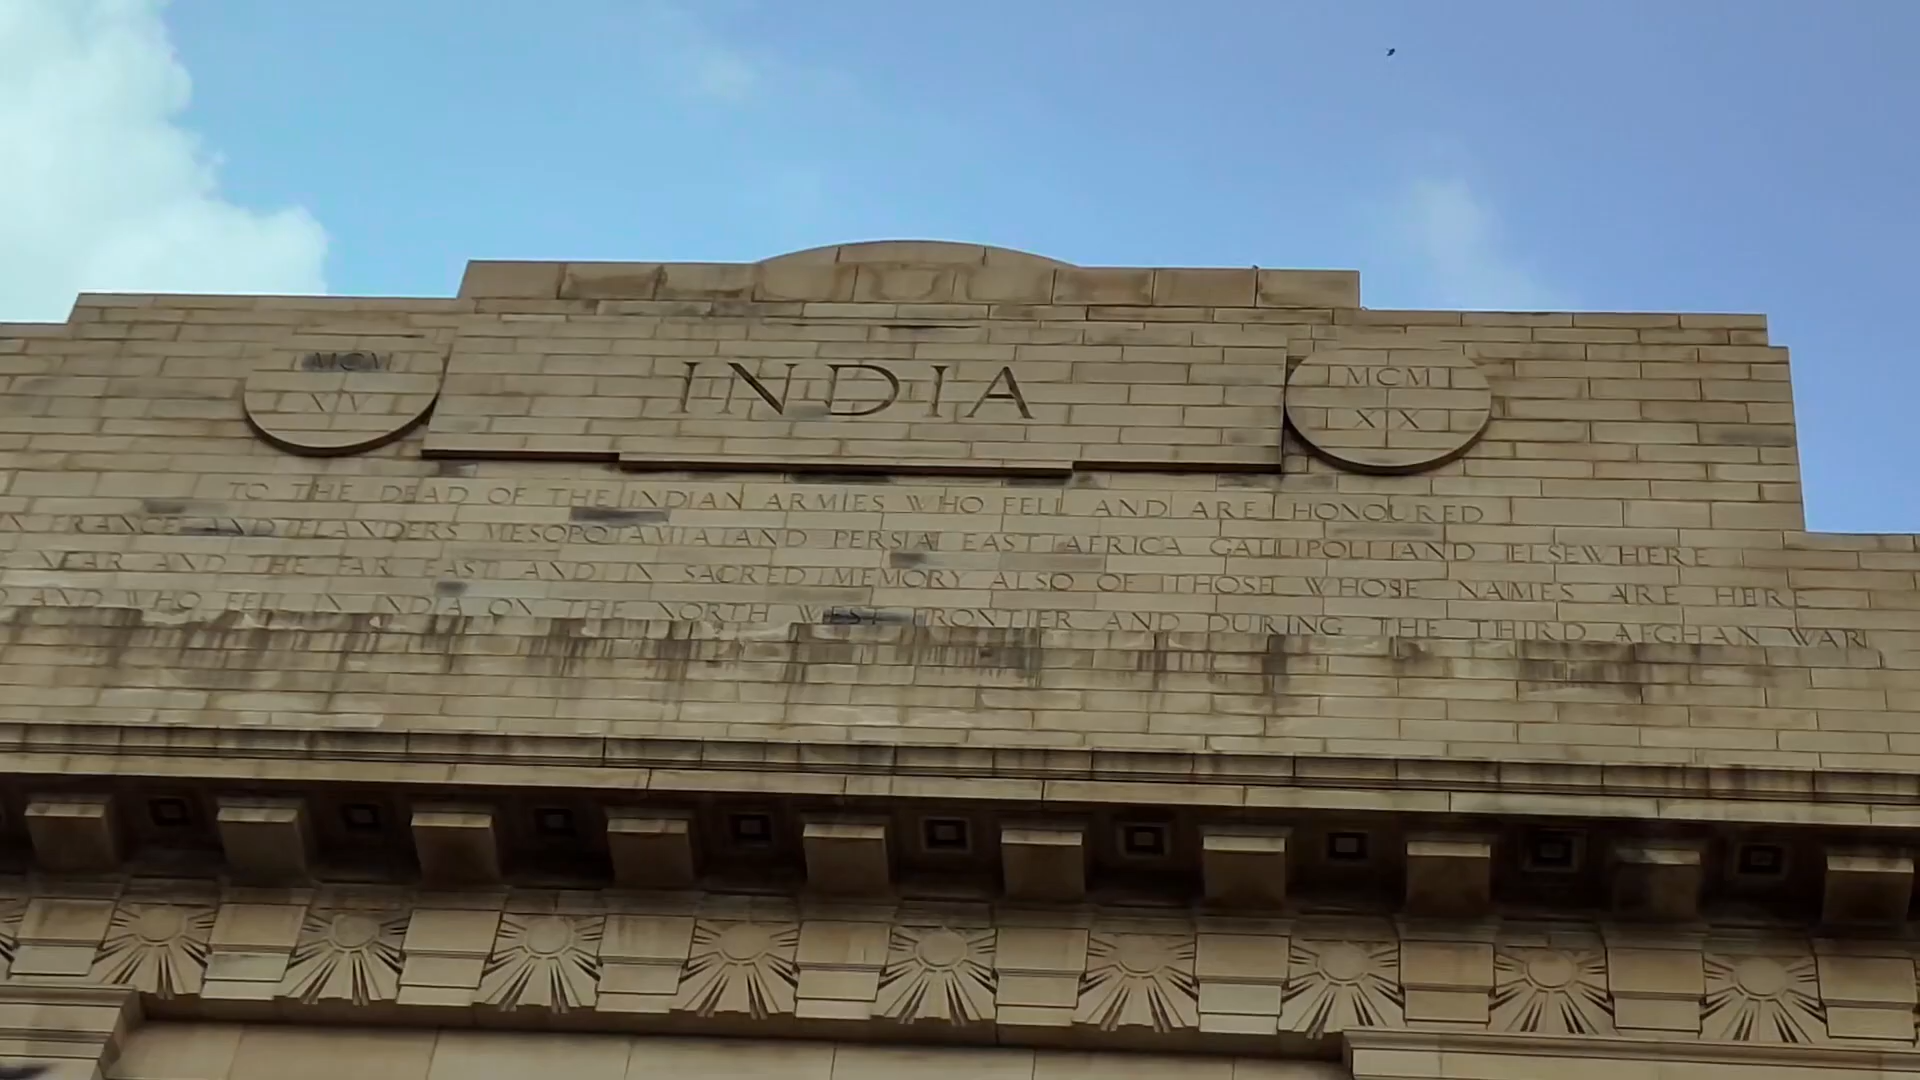 MCM
XIV
INDIA
MCM
XIX
TO THE DEAD OF THE INDIAN ARMIES WHO FELL AND ARE HONOURED
IN FRANCE AND FLANDERS MESOPOTAMIA AND PERSIA EAST AFRICA GALLIPOLI AND ELSEWHERE
NEAR AND THE FAR EAST AND IN SACRED MEMORY ALSO OF THOSE WHOSE NAMES ARE HERE
AND WHO FELL IN INDIA ON THE NORTH WEST FRONTIER AND DURING THE THIRD AFGHAN WAR